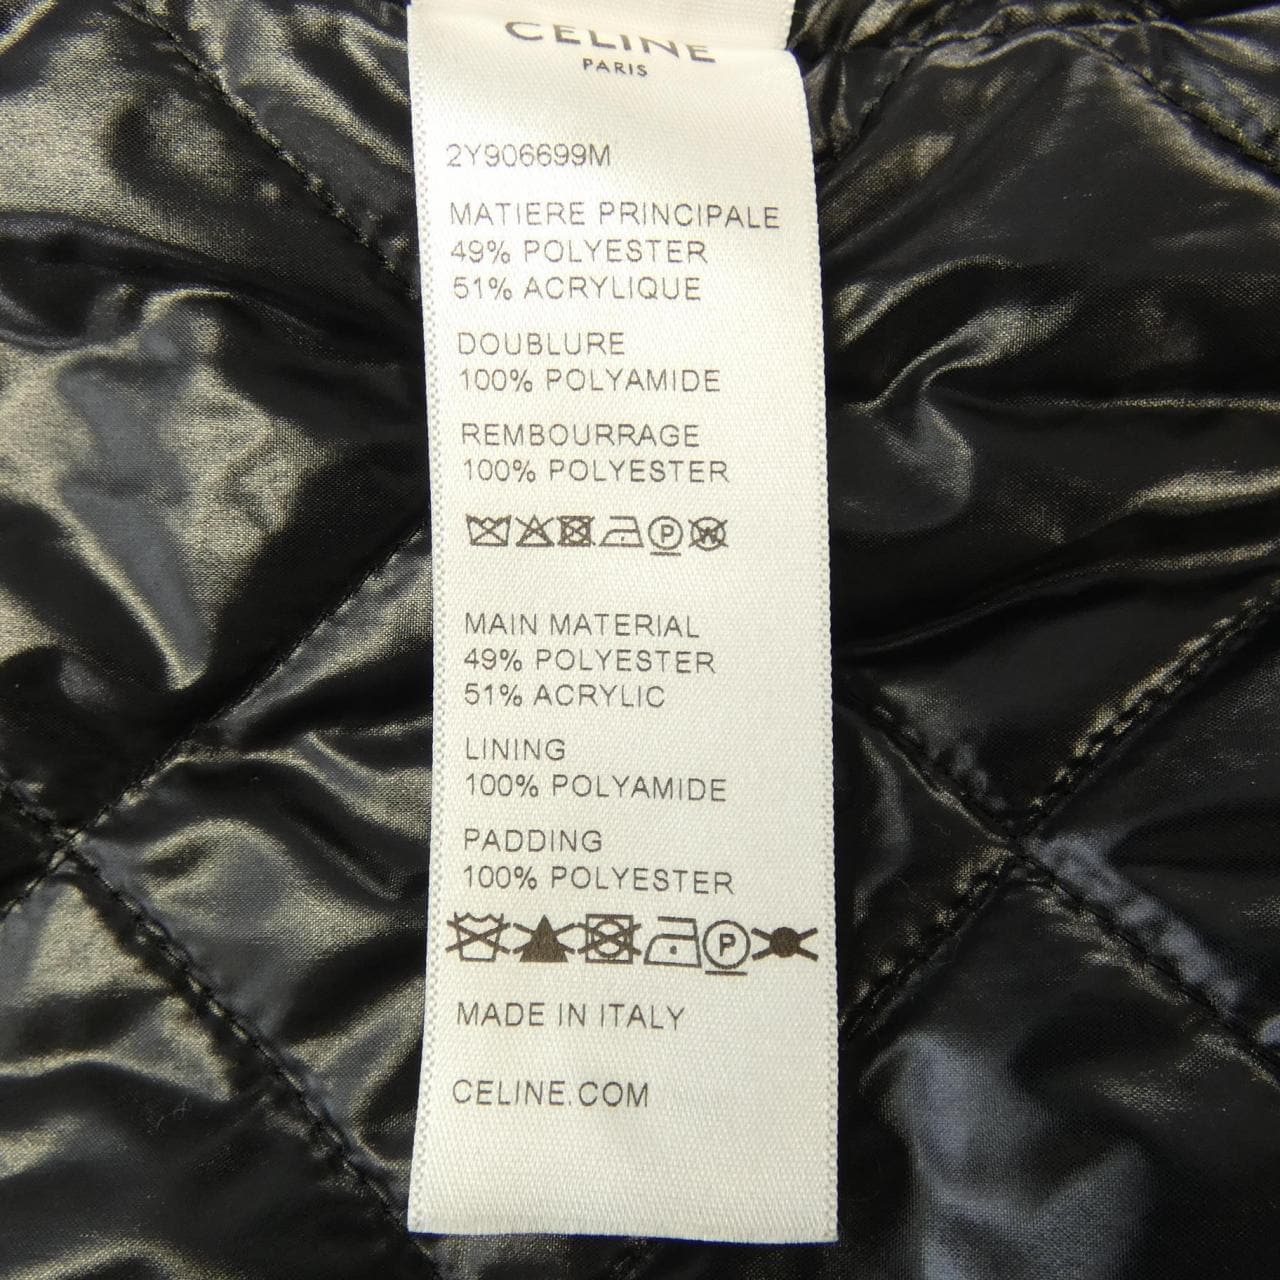 CELINE
PARIS
2Y906699M
MATIERE PRINCIPALE
49% POLYESTER
51% ACRYLIQUE
DOUBLURE
100% POLYAMIDE
REMBOURRAGE
100% POLYESTER
P W
MAIN MATERIAL
49% POLYESTER
51% ACRYLIC
LINING
100% POLYAMIDE
PADDING
100% POLYESTER
P
MADE IN ITALY
CELINE.COM